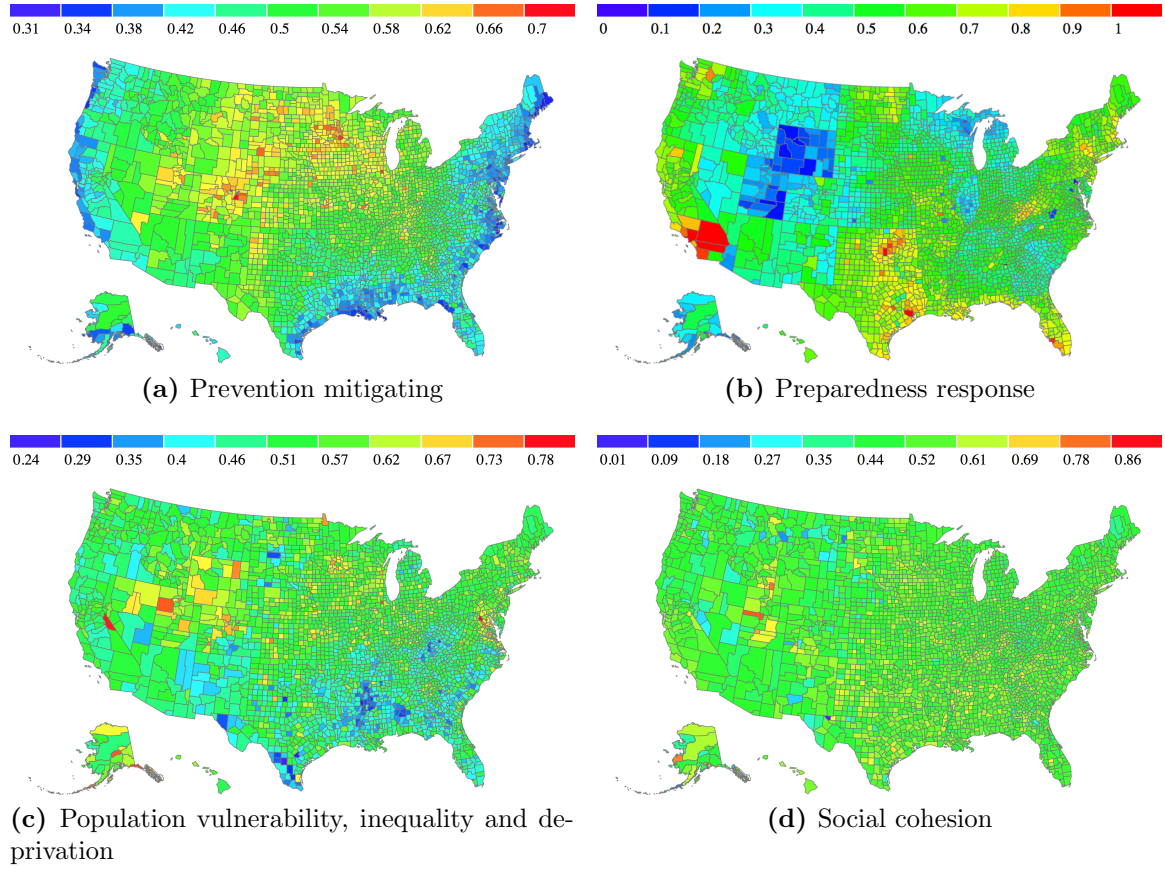 0.31 0.34 0.38 0.42 0.46 0.5 0.54 0.58 0.62 0.66 0.7
0 0.1 0.2 0.3 0.4 0.5 0.6 0.7 0.8 0.9 1
(a) Prevention mitigating
(b) Preparedness response
0.24 0.29 0.35 0.4 0.46 0.51 0.57 0.62 0.67 0.73 0.78
0.01 0.09 0.18 0.27 0.35 0.44 0.52 0.61 0.69 0.78 0.86
(c) Population vulnerability, inequality and de-
privation
(d) Social cohesion